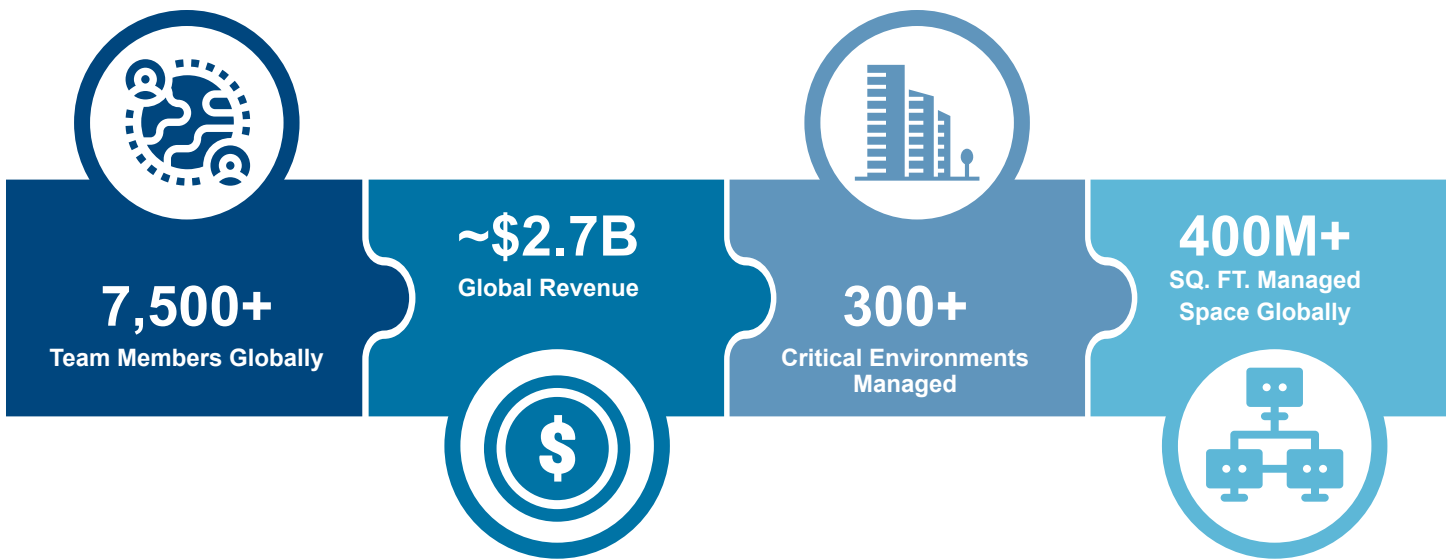 7,500+
Team Members Globally
~$2.7B
Global Revenue
$
300+
Critical Environments
Managed
400M+
SQ. FT. Managed
Space Globally